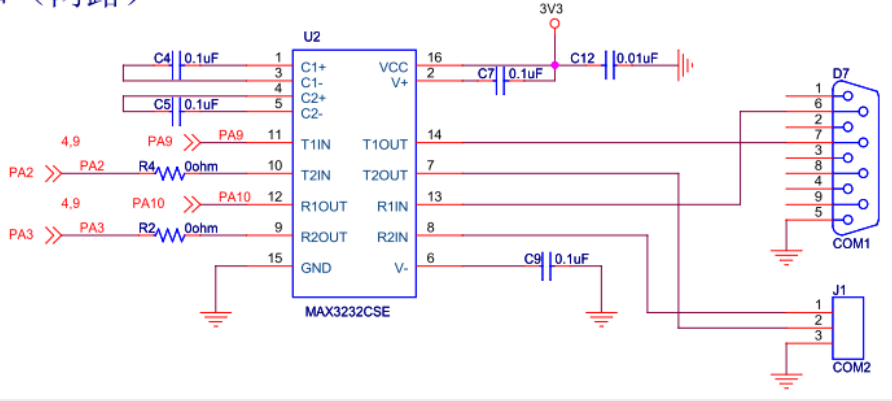 3V3
U2
C4 0.1uF 1 C1+ VCC 16 C12 0.01uF
3 C1- V+ 2 C7 0.1uF D7
4 C2+
C5 0.1uF 5 C2- 1
6
4,9 PA9 PA9 11 T1IN T1OUT 14 2
7
PA2 PA2 R4 0ohm 10 T2IN T2OUT 7 3
8
4,9 PA10 PA10 12 R1OUT R1IN 13 4
9
PA3 PA3 R2 0ohm 9 R2OUT R2IN 8 5
COM1
15 GND V- 6 C9 0.1uF
J1
MAX3232CSE 1
2
3
COM2